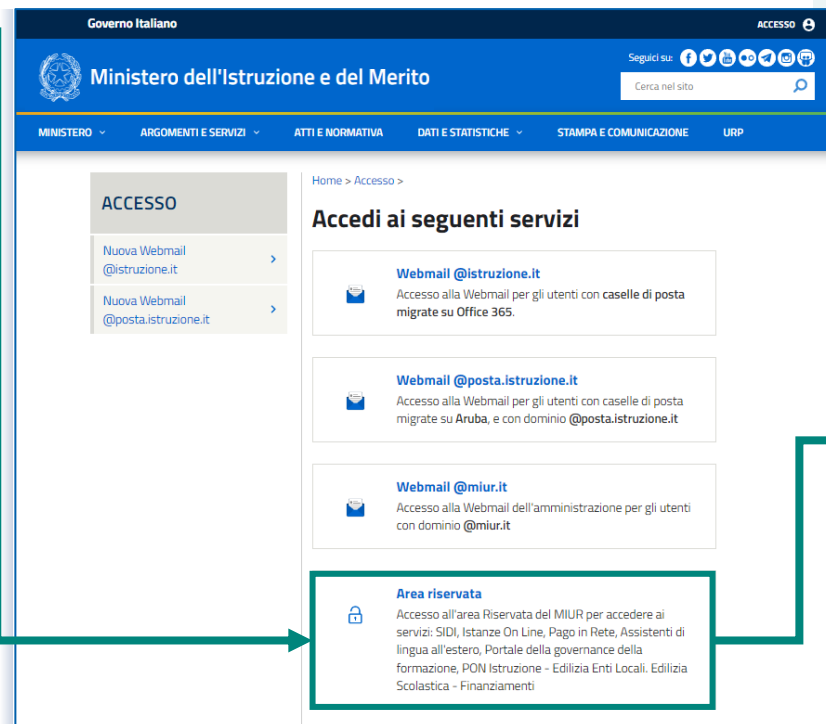 Governo Italiano
ACCESSO
Ministero dell'Istruzione e del Merito
Seguici su:
Cerca nel sito
MINISTERO
ARGOMENTI E SERVIZI
ATTI E NORMATIVA
DATI E STATISTICHE
STAMPA E COMUNICAZIONE
URP
ACCESSO
Nuova Webmail
@istruzione.it
Nuova Webmail
@posta.istruzione.it
Home > Accesso >
Accedi ai seguenti servizi
Webmail @istruzione.it
Accesso alla Webmail per gli utenti con caselle di posta
migrate su Office 365.
Webmail @posta.istruzione.it
Accesso alla Webmail per gli utenti con caselle di posta
migrate su Aruba, e con dominio @posta.istruzione.it
Webmail @miur.it
Accesso alla Webmail dell'amministrazione per gli utenti
con dominio @miur.it
Area riservata
Accesso all'area Riservata del MIUR per accedere ai
servizi: SIDI, Istanze On Line, Pago in Rete, Assistenti di
lingua all'estero, Portale della governance della
formazione, PON Istruzione - Edilizia Enti Locali. Edilizia
Scolastica - Finanziamenti